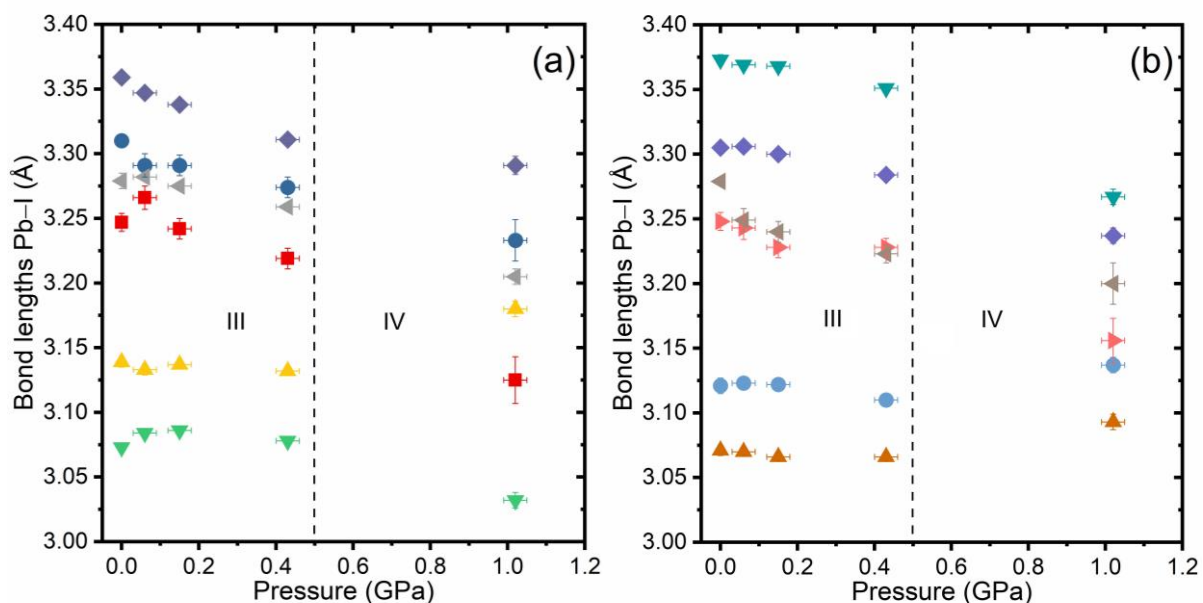 (a)
Bond lengths Pb–I (Å)
3.40
3.35
3.30
3.25
3.20
3.15
3.10
3.05
3.00
III
IV
0.0 0.2 0.4 0.6 0.8 1.0 1.2
Pressure (GPa)
(b)
Bond lengths Pb–I (Å)
3.40
3.35
3.30
3.25
3.20
3.15
3.10
3.05
3.00
III
IV
0.0 0.2 0.4 0.6 0.8 1.0 1.2
Pressure (GPa)